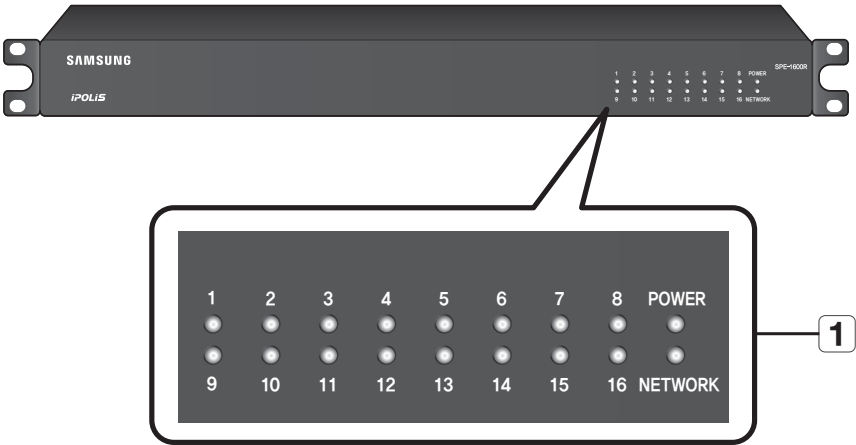 SAMSUNG
iPOLiS
SPE-1600R
1 2 3 4 5 6 7 8 POWER
9 10 11 12 13 14 15 16 NETWORK
1 2 3 4 5 6 7 8 POWER
9 10 11 12 13 14 15 16 NETWORK
1